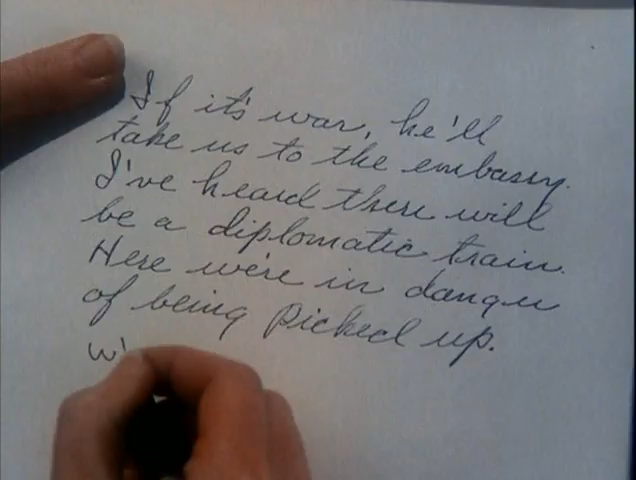 If it's war, he'll
take us to the embassy.
I've heard there will
be a diplomatic train.
Here we're in danger
of being picked up.
W